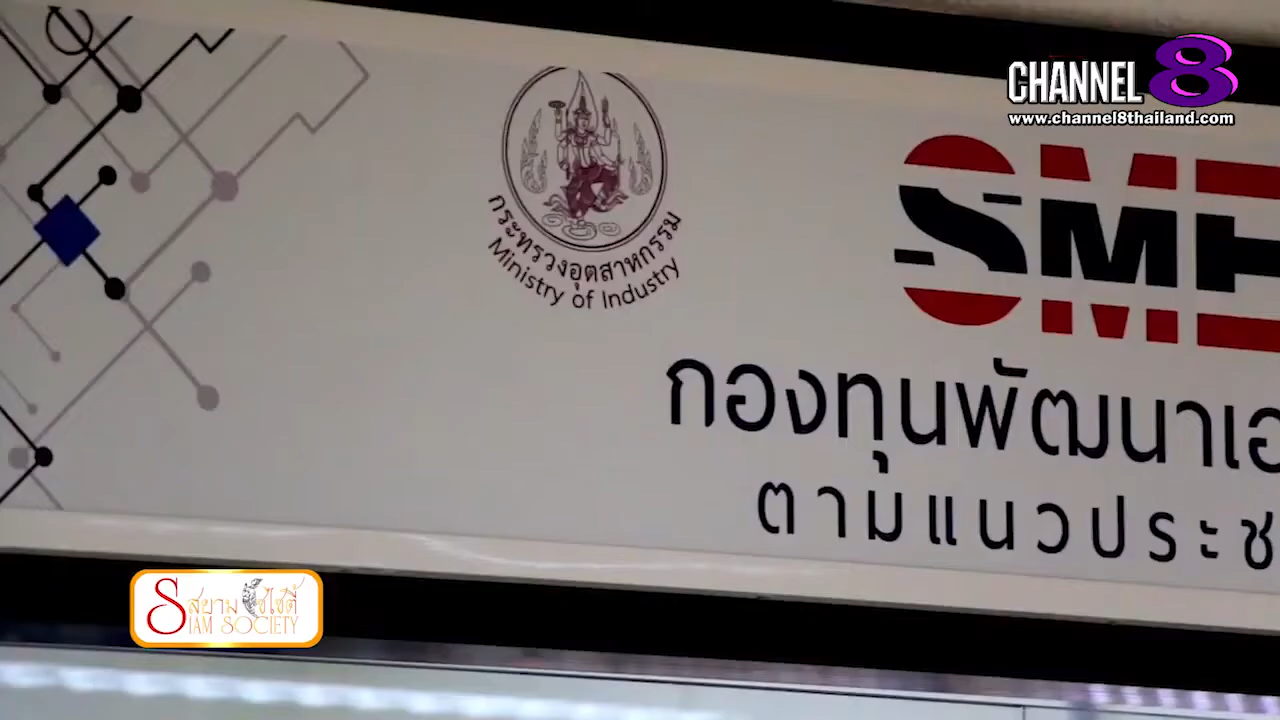 CHANNEL 8
www.channel8thailand.com
SME
กระทรวงอุตสาหกรรม
Ministry of Industry
กองทุนพัฒนาเอ
ตามแนวประช
สยามโซไซตี้
SIAM SOCIETY